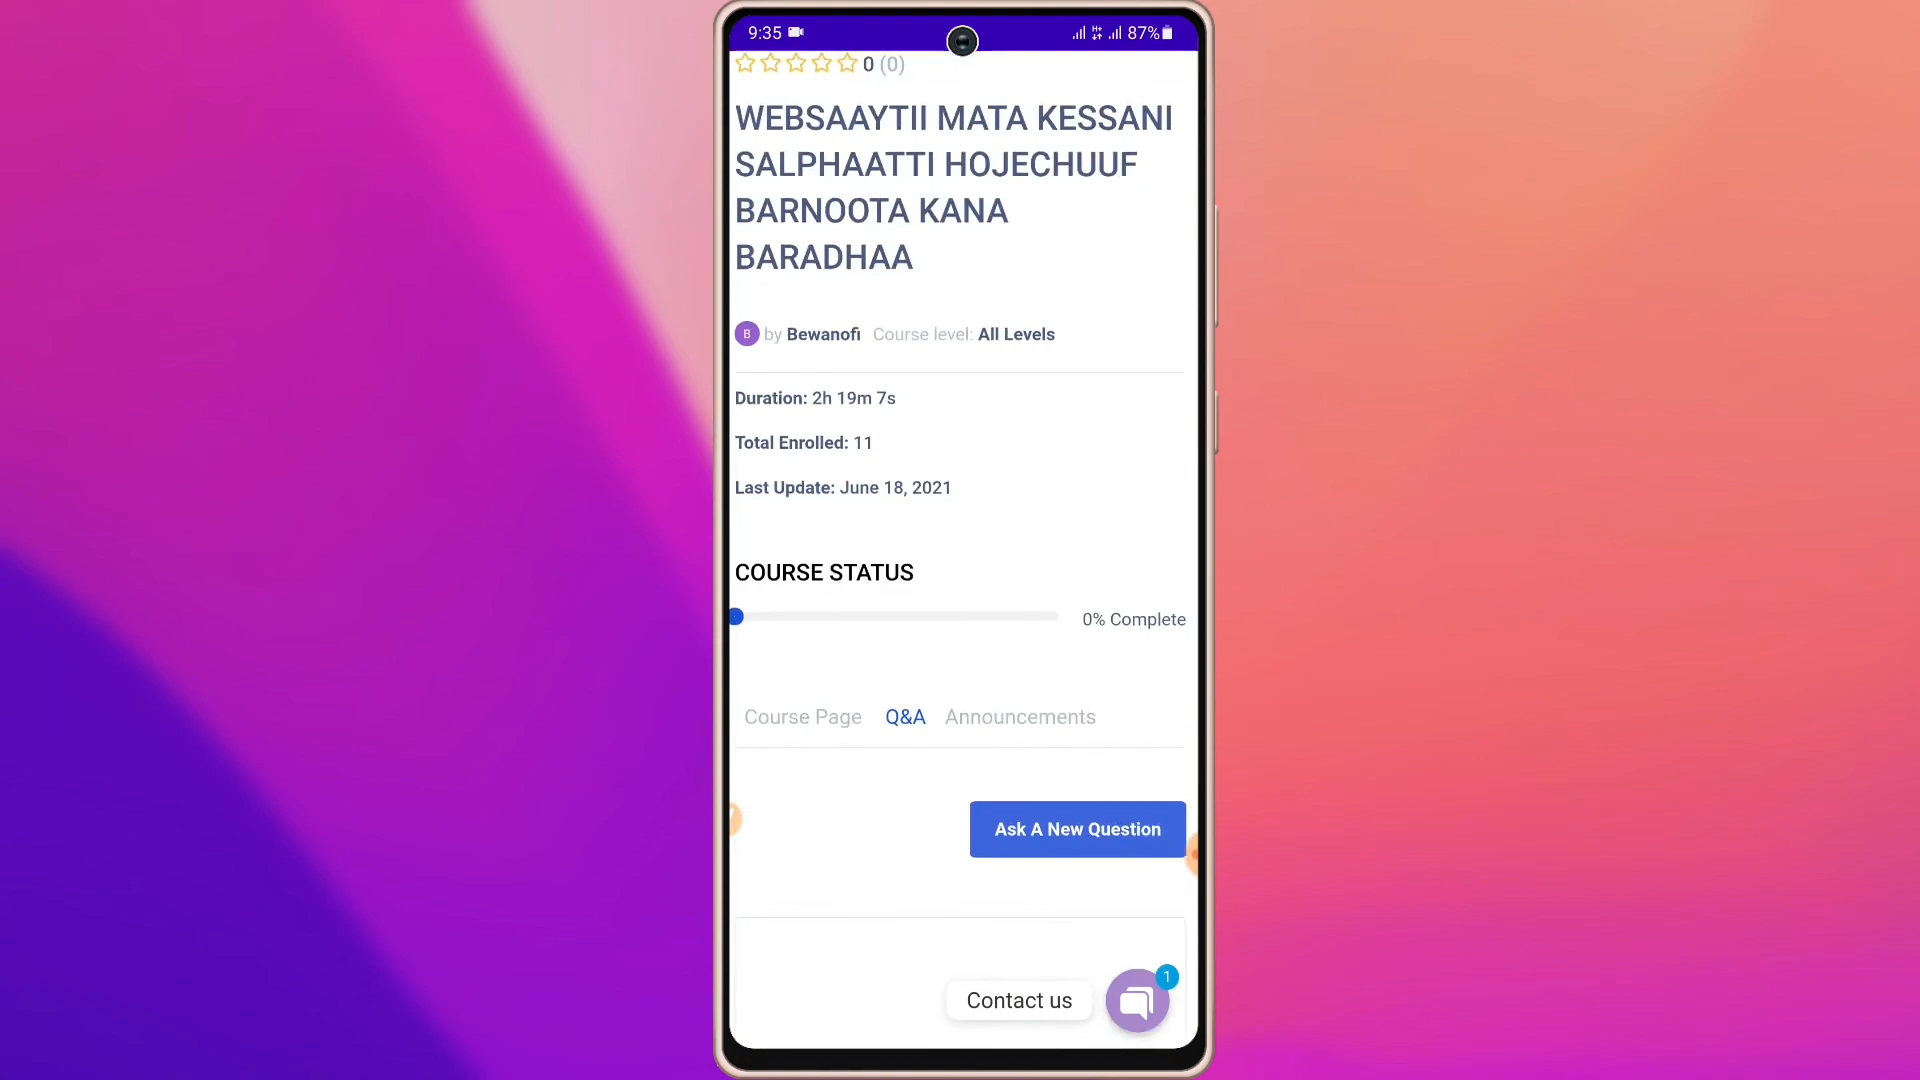 9:35 87%
0 (0)
WEBSAAYTII MATA KESSANI
SALPHAATTI HOJECHUUF
BARNOOTA KANA
BARADHAA
B by Bewanofi Course level: All Levels
Duration: 2h 19m 7s
Total Enrolled: 11
Last Update: June 18, 2021
COURSE STATUS
0% Complete
Course Page Q&A Announcements
Ask A New Question
1
Contact us